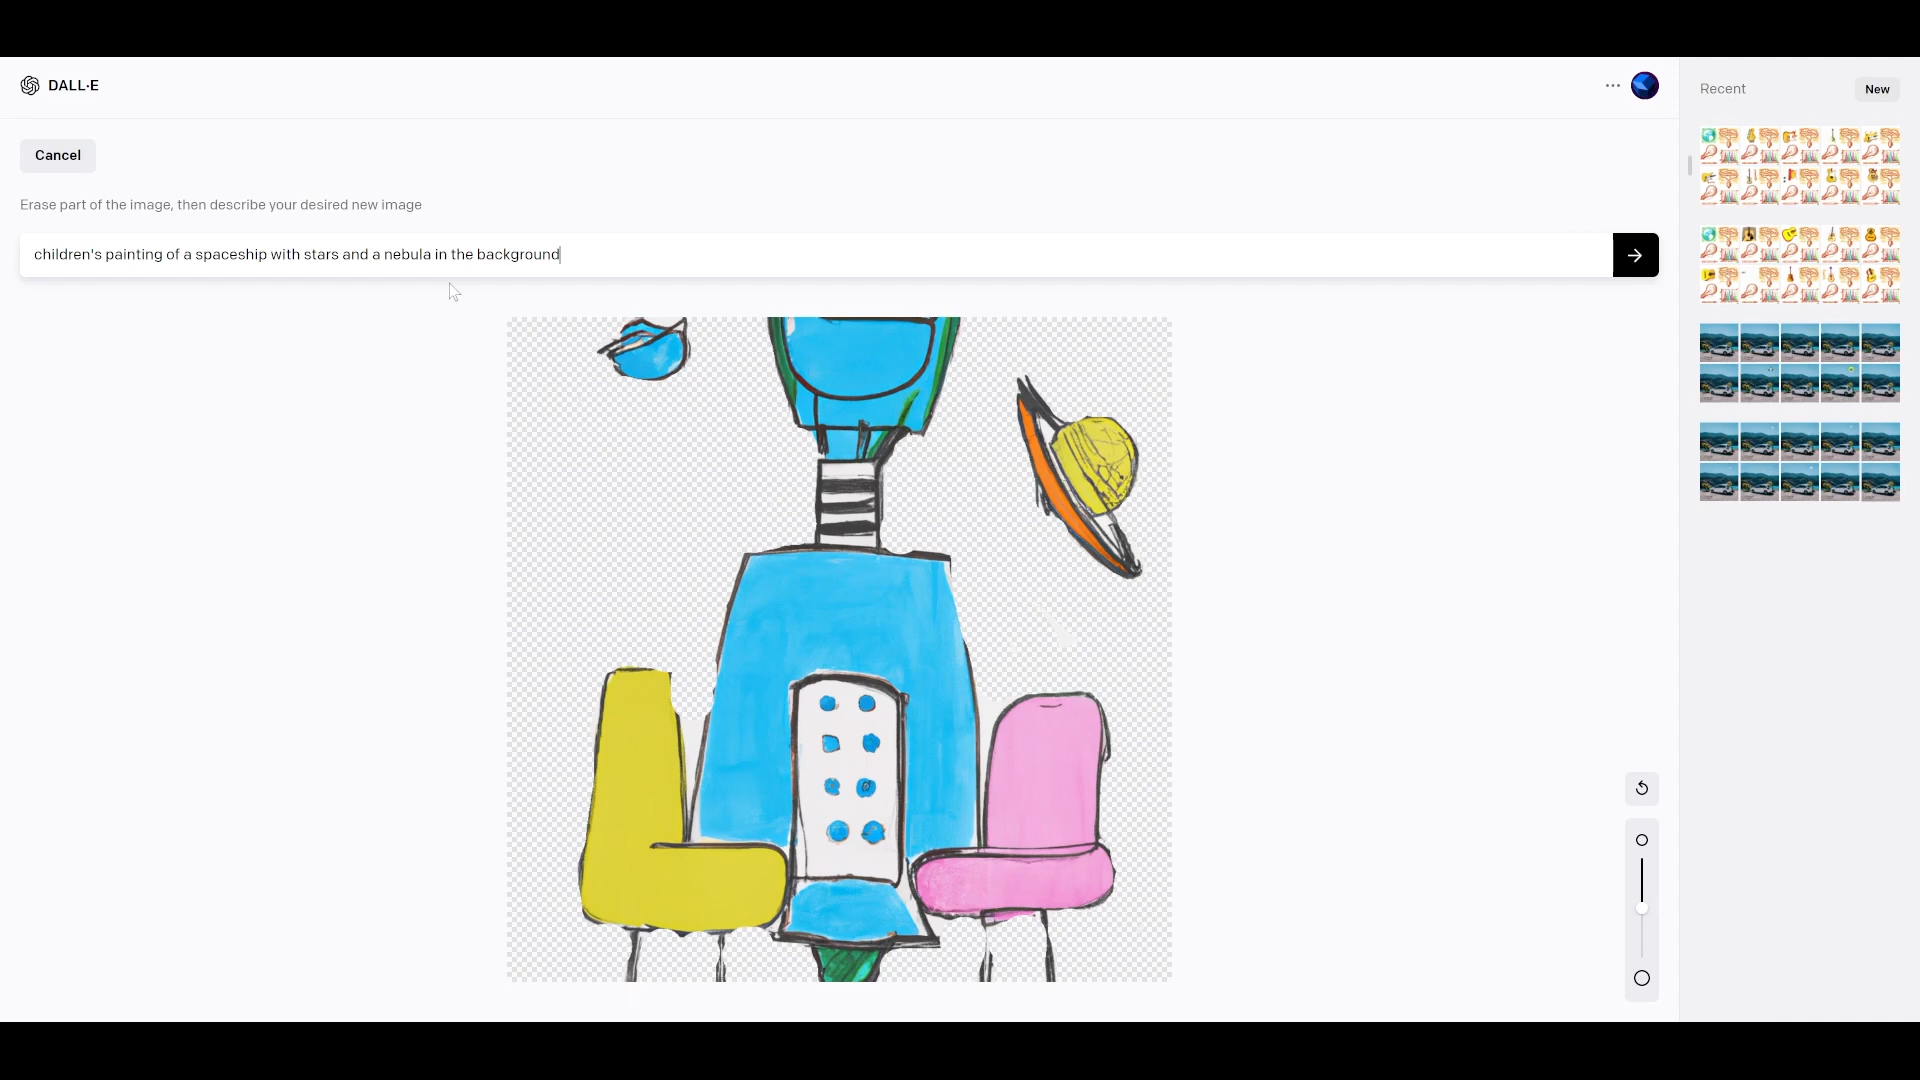 DALL·E
Recent
New
Cancel
Erase part of the image, then describe your desired new image
children's painting of a spaceship with stars and a nebula in the background